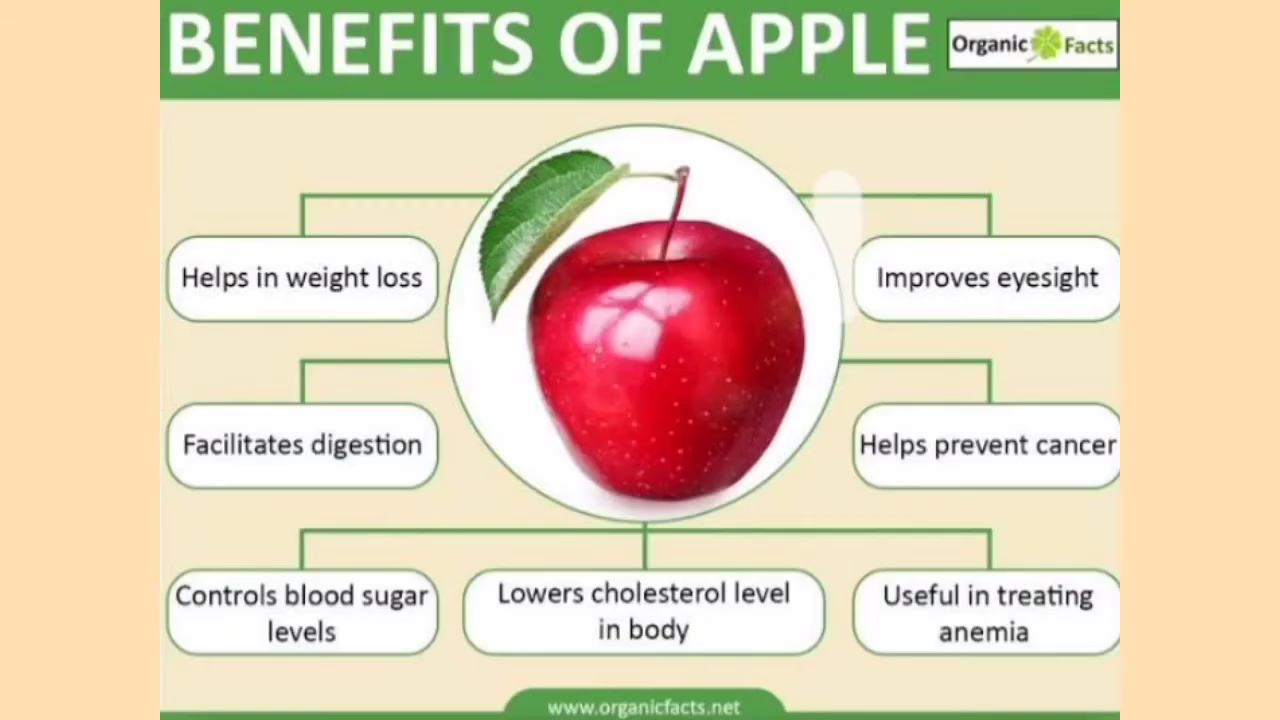 BENEFITS OF APPLE
Organic Facts
Helps in weight loss
Improves eyesight
Facilitates digestion
Helps prevent cancer
Controls blood sugar
levels
Lowers cholesterol level
in body
Useful in treating
anemia
www.organicfacts.net